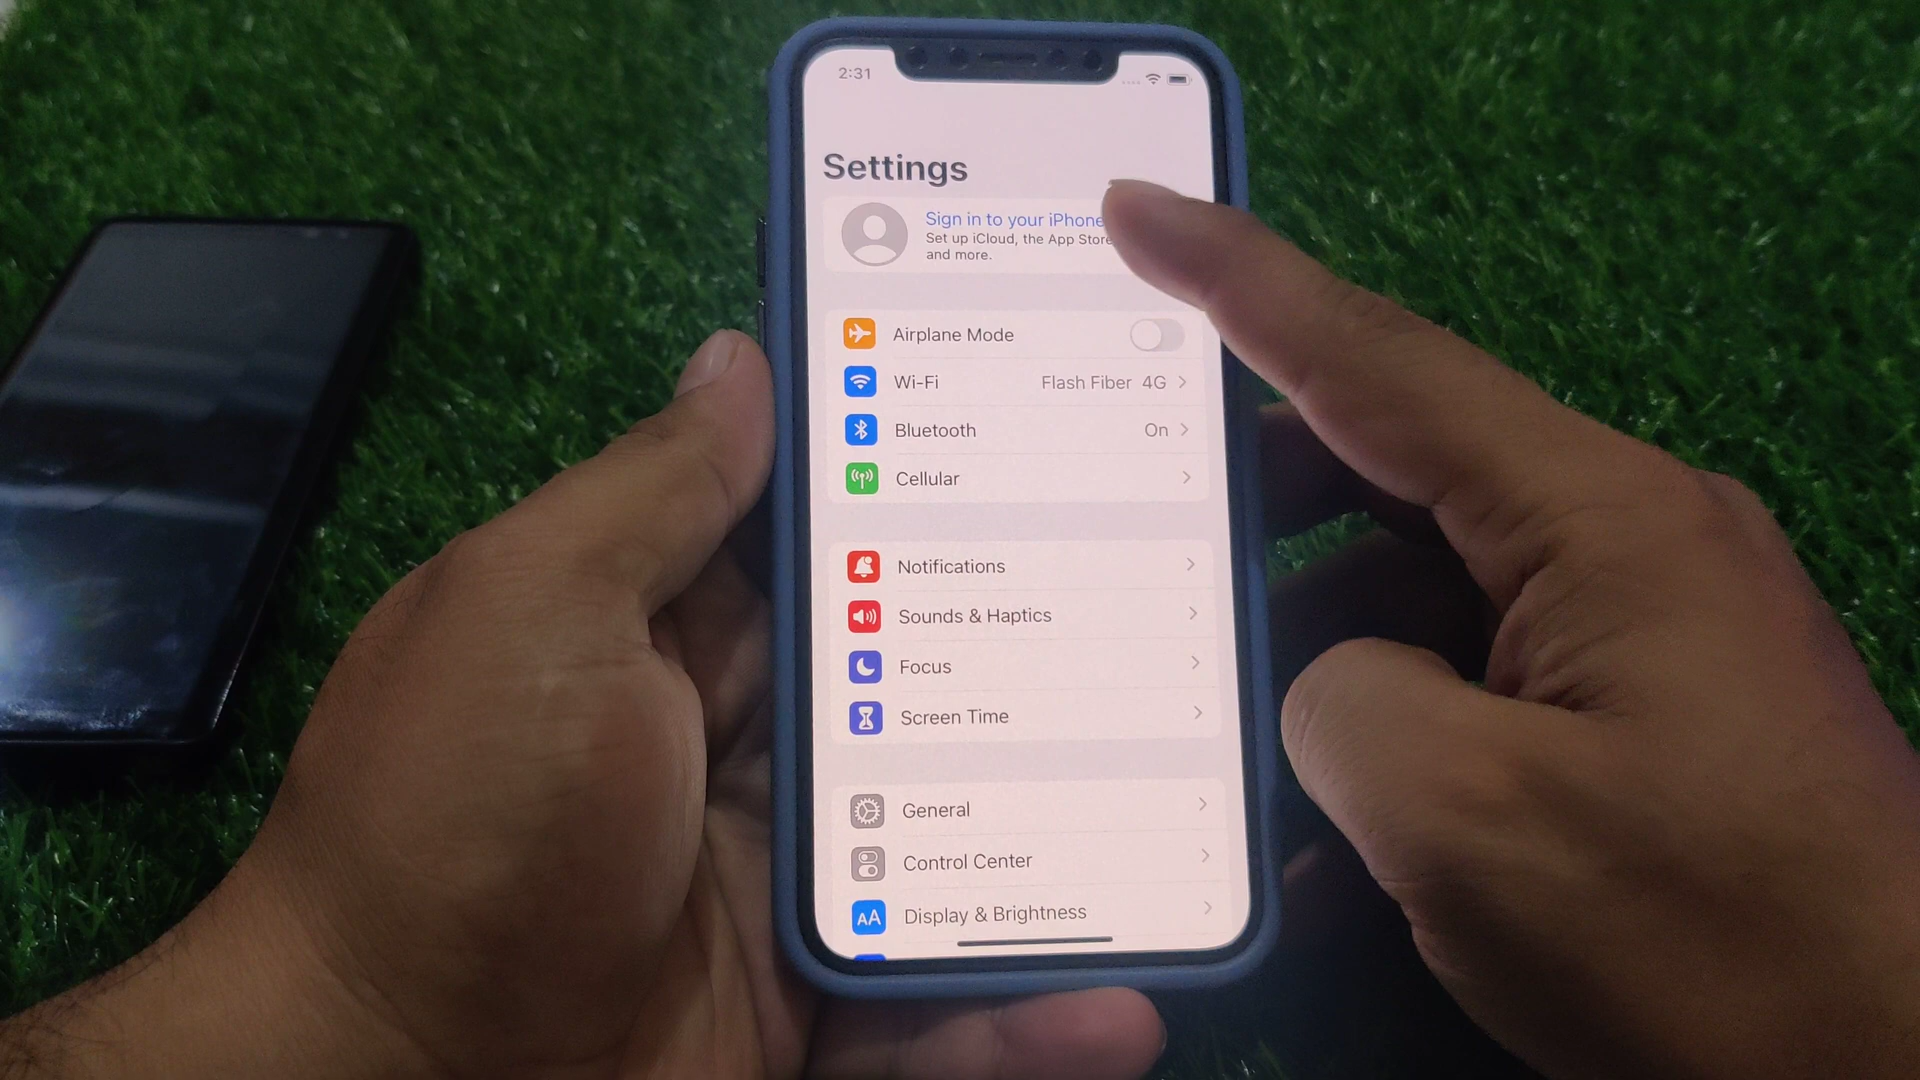 2:31
Settings
Sign in to your iPhone
Set up iCloud, the App Store
and more.
Airplane Mode
Wi-Fi Flash Fiber 4G
Bluetooth On
Cellular
Notifications
Sounds & Haptics
Focus
Screen Time
General
Control Center
AA Display & Brightness